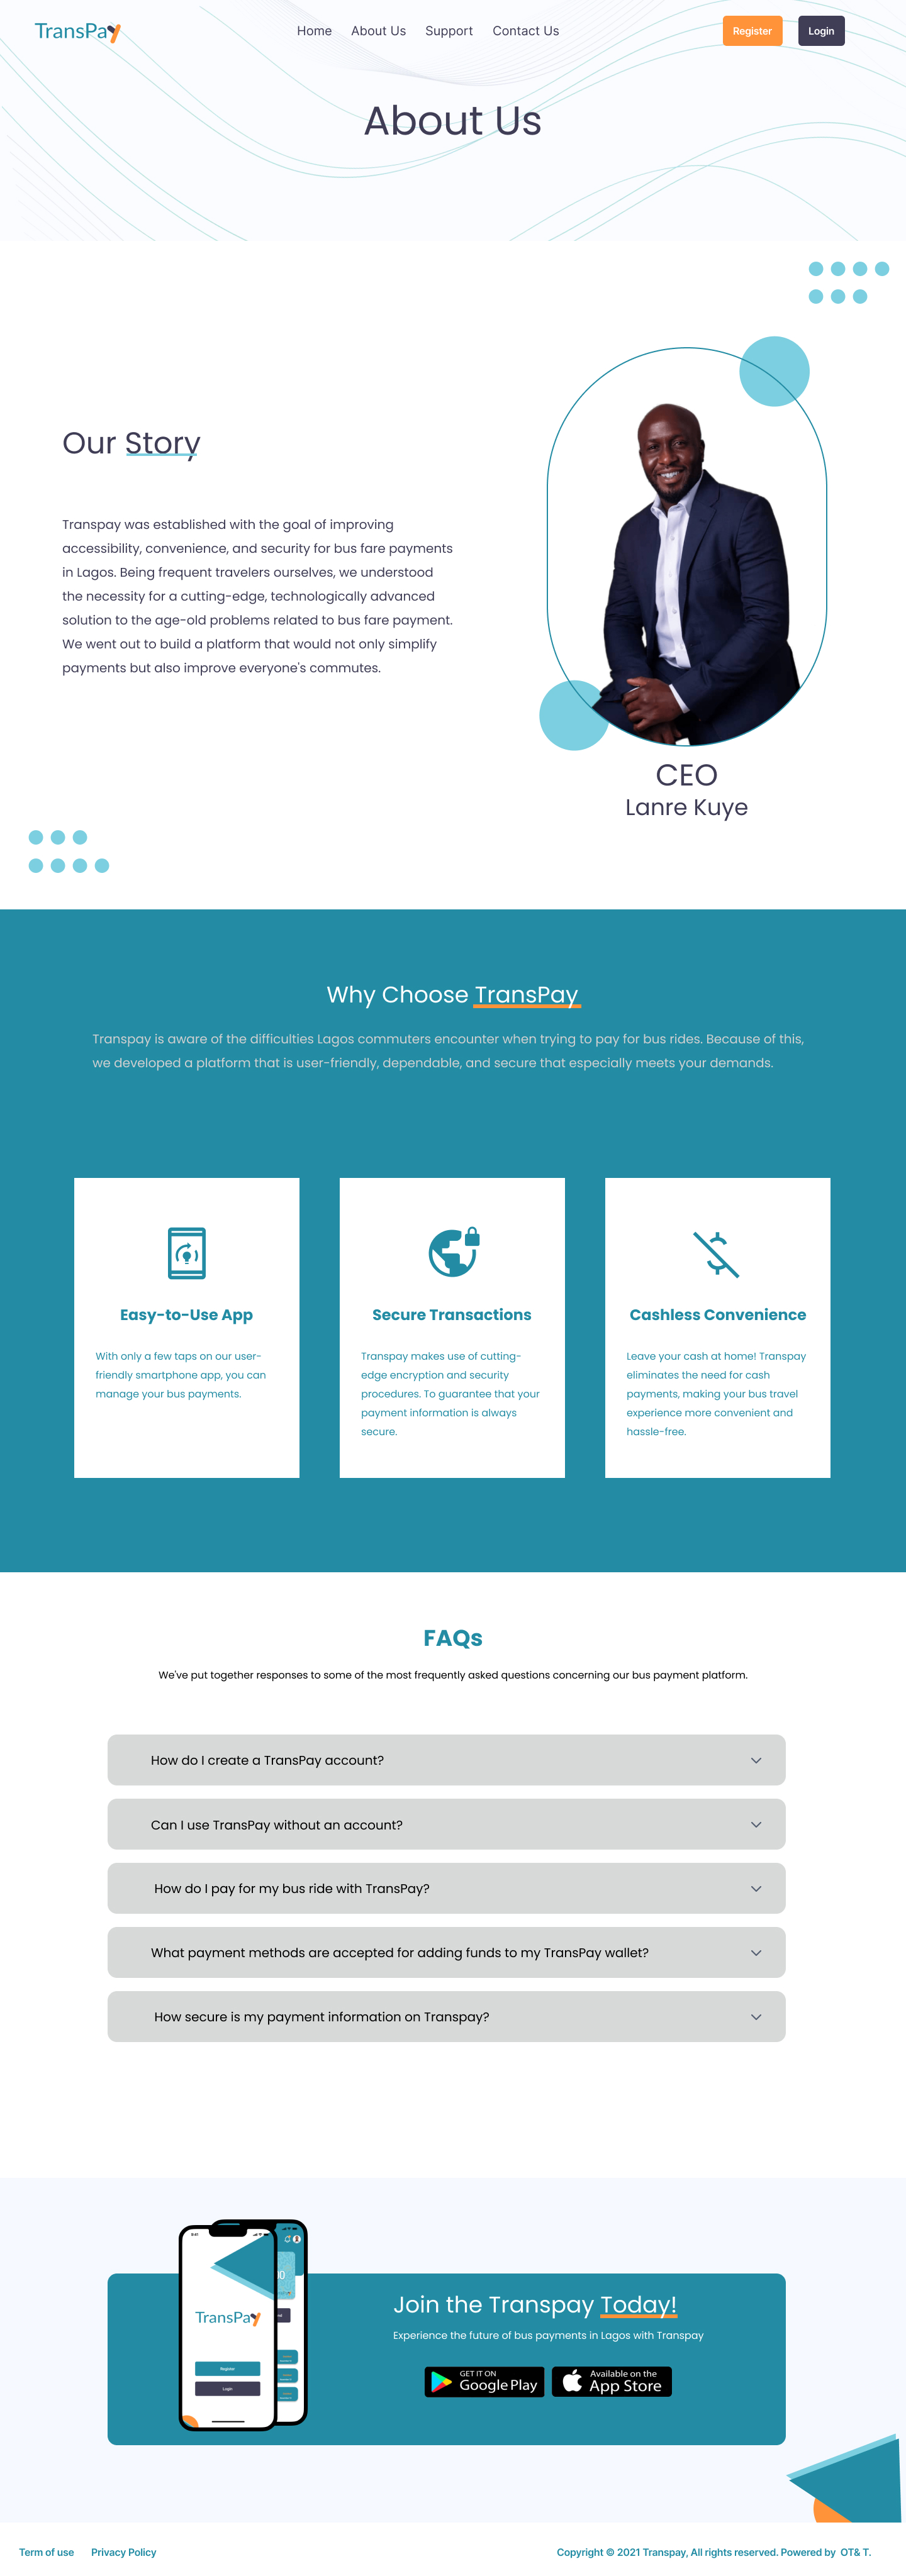 TransPay
Home
About Us
Support
Contact Us
Register
Login
About Us
Our Story
Transpay was established with the goal of improving
accessibility, convenience, and security for bus fare payments
in Lagos. Being frequent travelers ourselves, we understood
the necessity for a cutting-edge, technologically advanced
solution to the age-old problems related to bus fare payment.
We went out to build a platform that would not only simplify
payments but also improve everyone's commutes.
CEO
Lanre Kuye
Why Choose TransPay
Transpay is aware of the difficulties Lagos commuters encounter when trying to pay for bus rides. Because of this,
we developed a platform that is user-friendly, dependable, and secure that especially meets your demands.
Easy-to-Use App
With only a few taps on our user-
friendly smartphone app, you can
manage your bus payments.
Secure Transactions
Transpay makes use of cutting-
edge encryption and security
procedures. To guarantee that your
payment information is always
secure.
Cashless Convenience
Leave your cash at home! Transpay
eliminates the need for cash
payments, making your bus travel
experience more convenient and
hassle-free.
FAQs
We've put together responses to some of the most frequently asked questions concerning our bus payment platform.
How do I create a TransPay account?
Can I use TransPay without an account?
How do I pay for my bus ride with TransPay?
What payment methods are accepted for adding funds to my TransPay wallet?
How secure is my payment information on Transpay?
TransPay
Register
Login
Join the Transpay Today!
Experience the future of bus payments in Lagos with Transpay
GET IT ON
Google Play
Available on the
App Store
Term of use
Privacy Policy
Copyright © 2021 Transpay, All rights reserved. Powered by OT& T.